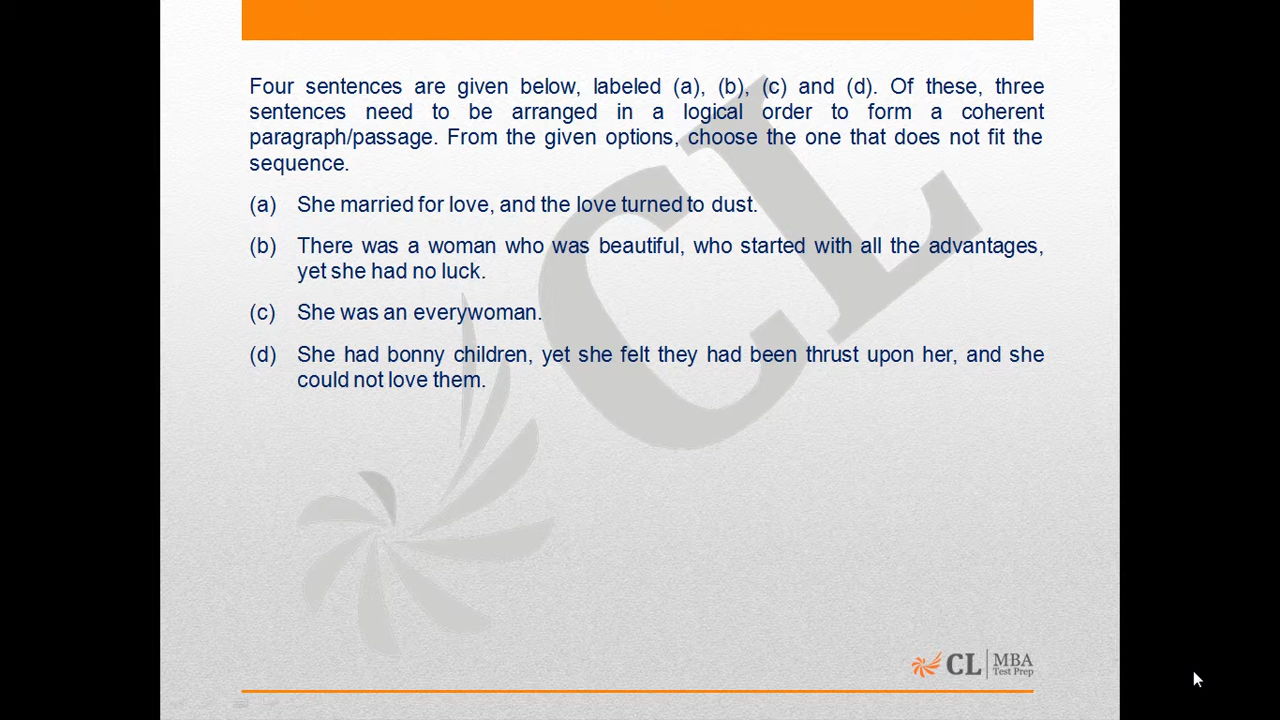 Four sentences are given below, labeled (a), (b), (c) and (d). Of these, three
sentences need to be arranged in a logical order to form a coherent
paragraph/passage. From the given options, choose the one that does not fit the
sequence.
(a) She married for love, and the love turned to dust.
(b) There was a woman who was beautiful, who started with all the advantages,
yet she had no luck.
(c) She was an everywoman.
(d) She had bonny children, yet she felt they had been thrust upon her, and she
could not love them.
CL
CL MBA
Test Prep